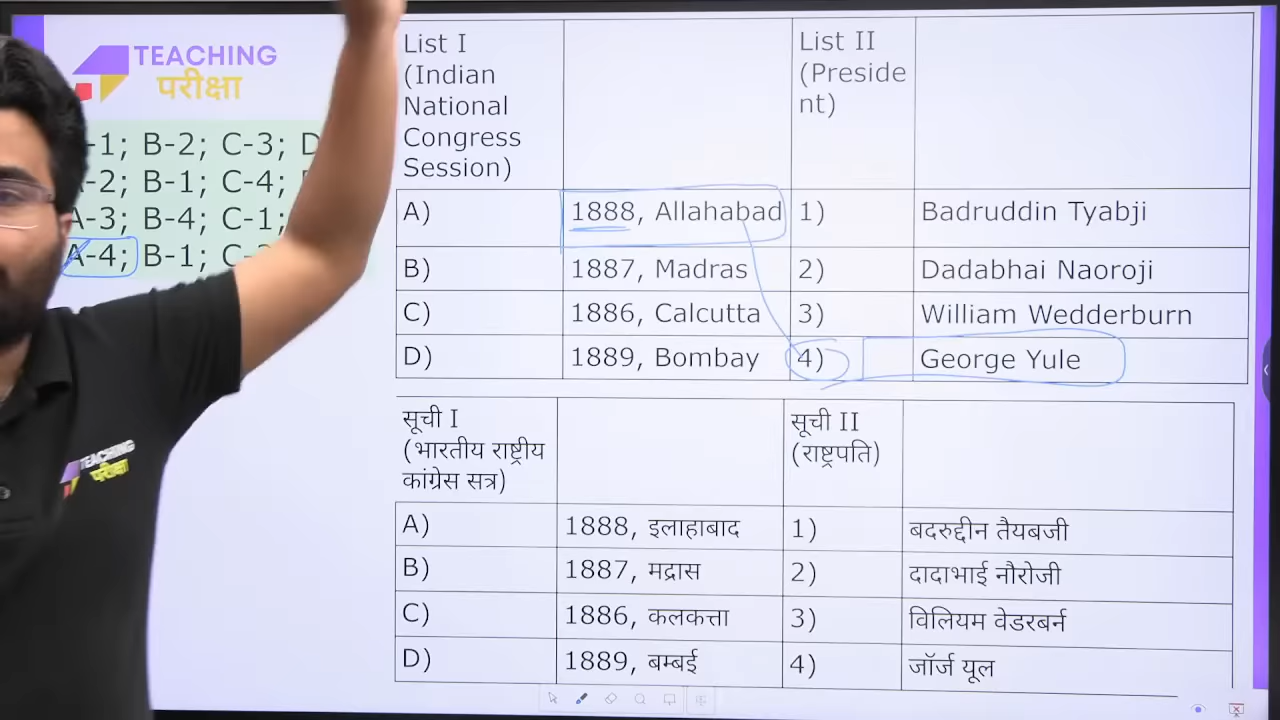 TEACHING
परीक्षा
-1; B-2; C-3; D
-2; B-1; C-4;
A-3; B-4; C-1;
A-4; B-1; C-
List I
(Indian
National
Congress
Session)
List II
(Preside
nt)
A) 1888, Allahabad 1) Badruddin Tyabji
B) 1887, Madras 2) Dadabhai Naoroji
C) 1886, Calcutta 3) William Wedderburn
D) 1889, Bombay 4) George Yule
सूची I
(भारतीय राष्ट्रीय
कांग्रेस सत्र)
सूची II
(राष्ट्रपति)
A) 1888, इलाहाबाद 1) बदरुद्दीन तैयबजी
B) 1887, मद्रास 2) दादाभाई नौरोजी
C) 1886, कलकत्ता 3) विलियम वेडरबर्न
D) 1889, बम्बई 4) जॉर्ज यूल
TEACHING
परीक्षा